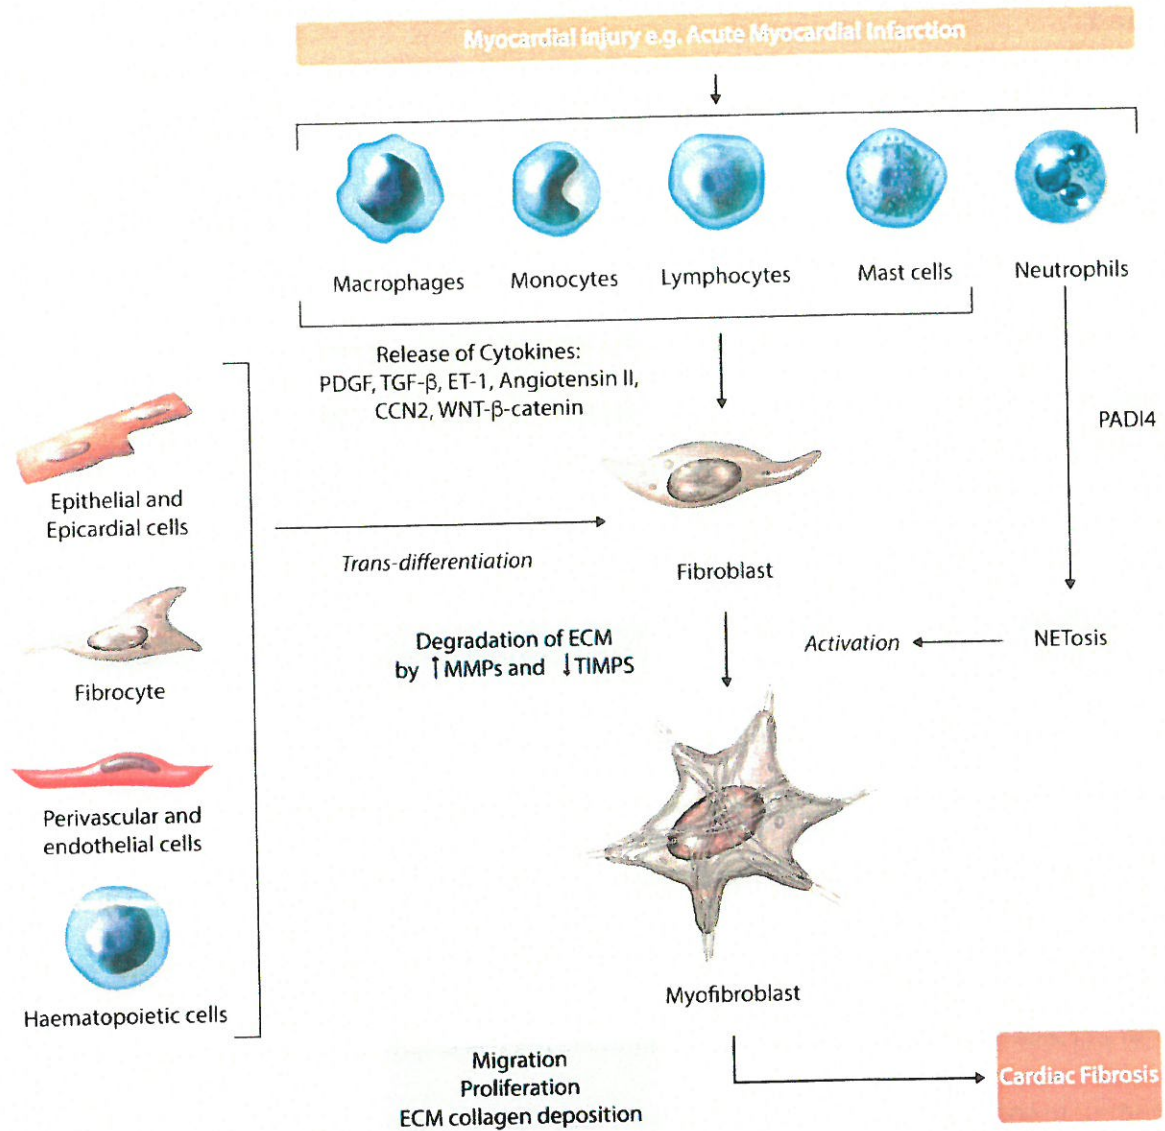 Myocardial injury e.g. Acute Myocardial Infarction
Macrophages
Monocytes
Lymphocytes
Mast cells
Neutrophils
Release of Cytokines:
PDGF, TGF-β, ET-1, Angiotensin II,
CCN2, WNT-β-catenin
PADI4
Epithelial and
Epicardial cells
Trans-differentiation
Fibroblast
Degradation of ECM
by ↑MMPs and ↓TIMPS
Activation
NETosis
Fibrocyte
Perivascular and
endothelial cells
Haematopoietic cells
Myofibroblast
Migration
Proliferation
ECM collagen deposition
Cardiac Fibrosis